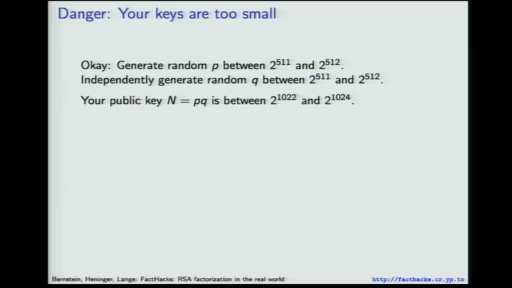 Danger: Your keys are too small
Okay: Generate random p between 2^511 and 2^512.
Independently generate random q between 2^511 and 2^512.
Your public key N = pq is between 2^1022 and 2^1024.
Bernstein, Heninger, Lange: FactHacks: RSA factorization in the real world
http://facthacks.cr.yp.to